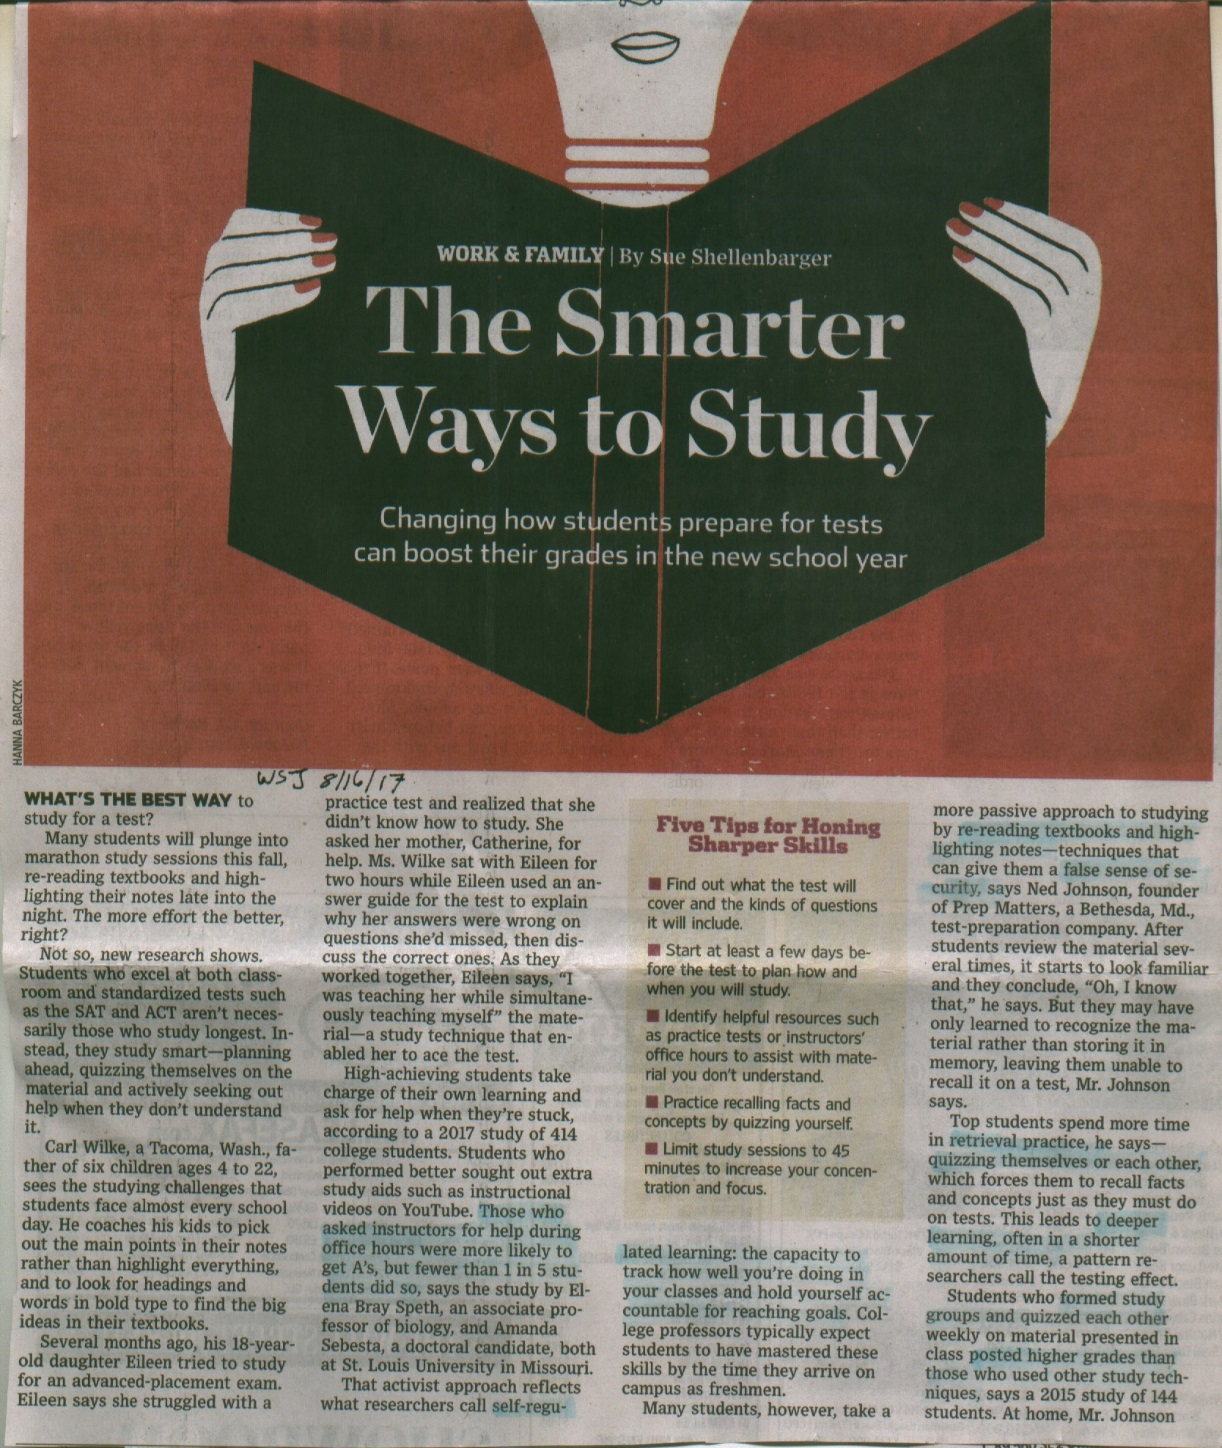 WORK & FAMILY | By Sue Shellenbarger
The Smarter
Ways to Study
Changing how students prepare for tests
can boost their grades in the new school year
HANNA BARCZYK
WSJ 8/16/17
WHAT'S THE BEST WAY to
study for a test?
Many students will plunge into
marathon study sessions this fall,
re-reading textbooks and high-
lighting their notes late into the
night. The more effort the better,
right?
Not so, new research shows.
Students who excel at both class-
room and standardized tests such
as the SAT and ACT aren't neces-
sarily those who study longest. In-
stead, they study smart—planning
ahead, quizzing themselves on the
material and actively seeking out
help when they don't understand
it.
Carl Wilke, a Tacoma, Wash., fa-
ther of six children ages 4 to 22,
sees the studying challenges that
students face almost every school
day. He coaches his kids to pick
out the main points in their notes
rather than highlight everything,
and to look for headings and
words in bold type to find the big
ideas in their textbooks.
Several months ago, his 18-year-
old daughter Eileen tried to study
for an advanced-placement exam.
Eileen says she struggled with a
practice test and realized that she
didn't know how to study. She
asked her mother, Catherine, for
help. Ms. Wilke sat with Eileen for
two hours while Eileen used an an-
swer guide for the test to explain
why her answers were wrong on
questions she'd missed, then dis-
cuss the correct ones. As they
worked together, Eileen says, "I
was teaching her while simultane-
ously teaching myself" the mate-
rial—a study technique that en-
abled her to ace the test.
High-achieving students take
charge of their own learning and
ask for help when they're stuck,
according to a 2017 study of 414
college students. Students who
performed better sought out extra
study aids such as instructional
videos on YouTube. Those who
asked instructors for help during
office hours were more likely to
get A's, but fewer than 1 in 5 stu-
dents did so, says the study by El-
ena Bray Speth, an associate pro-
fessor of biology, and Amanda
Sebesta, a doctoral candidate, both
at St. Louis University in Missouri.
That activist approach reflects
what researchers call self-regu-
Five Tips for Honing
Sharper Skills
■ Find out what the test will
cover and the kinds of questions
it will include.
■ Start at least a few days be-
fore the test to plan how and
when you will study.
■ Identify helpful resources such
as practice tests or instructors'
office hours to assist with mate-
rial you don't understand.
■ Practice recalling facts and
concepts by quizzing yourself.
■ Limit study sessions to 45
minutes to increase your concen-
tration and focus.
lated learning: the capacity to
track how well you're doing in
your classes and hold yourself ac-
countable for reaching goals. Col-
lege professors typically expect
students to have mastered these
skills by the time they arrive on
campus as freshmen.
Many students, however, take a
more passive approach to studying
by re-reading textbooks and high-
lighting notes—techniques that
can give them a false sense of se-
curity, says Ned Johnson, founder
of Prep Matters, a Bethesda, Md.,
test-preparation company. After
students review the material sev-
eral times, it starts to look familiar
and they conclude, "Oh, I know
that," he says. But they may have
only learned to recognize the ma-
terial rather than storing it in
memory, leaving them unable to
recall it on a test, Mr. Johnson
says.
Top students spend more time
in retrieval practice, he says—
quizzing themselves or each other,
which forces them to recall facts
and concepts just as they must do
on tests. This leads to deeper
learning, often in a shorter
amount of time, a pattern re-
searchers call the testing effect.
Students who formed study
groups and quizzed each other
weekly on material presented in
class posted higher grades than
those who used other study tech-
niques, says a 2015 study of 144
students. At home, Mr. Johnson